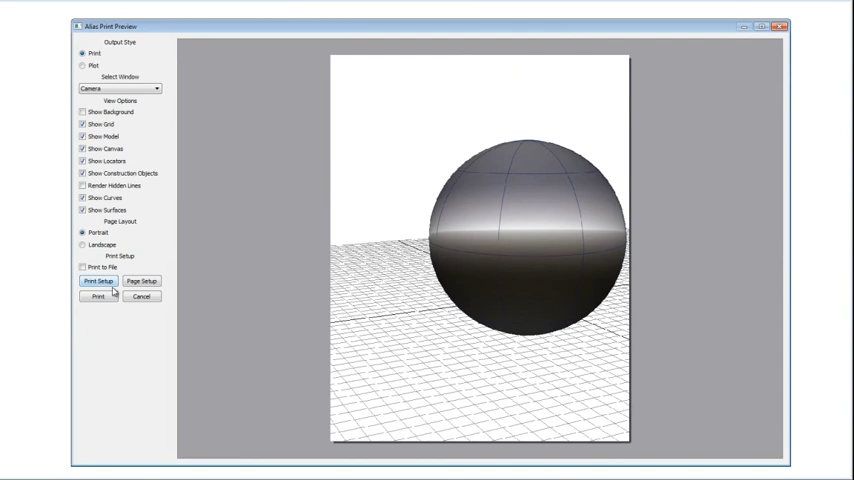 Alias Print Preview
Output Stye
Print
Plot
Select Window
Camera
View Options
Show Background
Show Grid
Show Model
Show Canvas
Show Locators
Show Construction Objects
Render Hidden Lines
Show Curves
Show Surfaces
Page Layout
Portrait
Landscape
Print Setup
Print to File
Print Setup Page Setup
Print Cancel